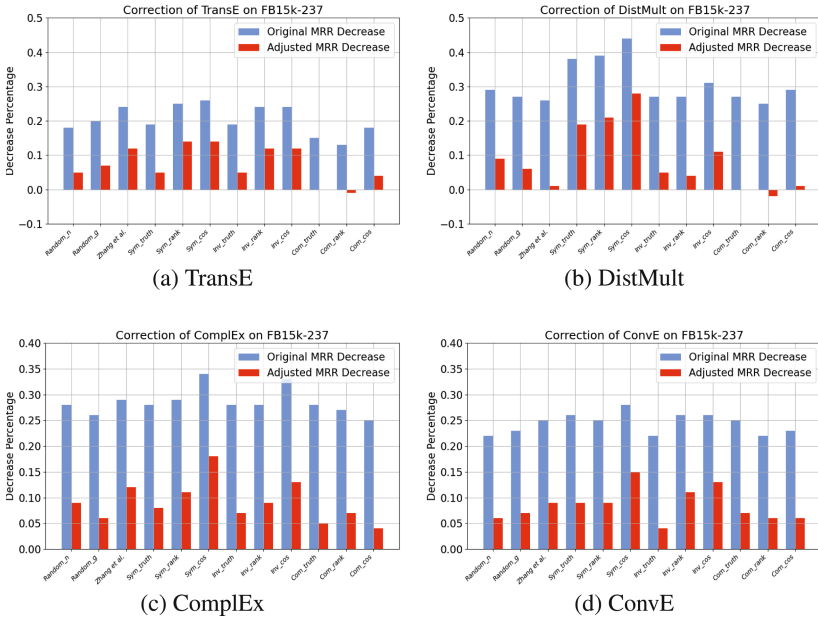 Correction of TransE on FB15k-237
Original MRR Decrease
Adjusted MRR Decrease
Decrease Percentage
0.5
0.4
0.3
0.2
0.1
0.0
−0.1
Random_n
Random_g
Zhang et al.
Sym_truth
Sym_rank
Sym_cos
Inv_truth
Inv_rank
Inv_cos
Com_truth
Com_rank
Com_cos
(a) TransE
Correction of DistMult on FB15k-237
Original MRR Decrease
Adjusted MRR Decrease
Decrease Percentage
0.5
0.4
0.3
0.2
0.1
0.0
−0.1
Random_n
Random_g
Zhang et al.
Sym_truth
Sym_rank
Sym_cos
Inv_truth
Inv_rank
Inv_cos
Com_truth
Com_rank
Com_cos
(b) DistMult
Correction of ComplEx on FB15k-237
Original MRR Decrease
Adjusted MRR Decrease
Decrease Percentage
0.40
0.35
0.30
0.25
0.20
0.15
0.10
0.05
0.00
Random_n
Random_g
Zhang et al.
Sym_truth
Sym_rank
Sym_cos
Inv_truth
Inv_rank
Inv_cos
Com_truth
Com_rank
Com_cos
(c) ComplEx
Correction of ConvE on FB15k-237
Original MRR Decrease
Adjusted MRR Decrease
Decrease Percentage
0.40
0.35
0.30
0.25
0.20
0.15
0.10
0.05
0.00
Random_n
Random_g
Zhang et al.
Sym_truth
Sym_rank
Sym_cos
Inv_truth
Inv_rank
Inv_cos
Com_truth
Com_rank
Com_cos
(d) ConvE